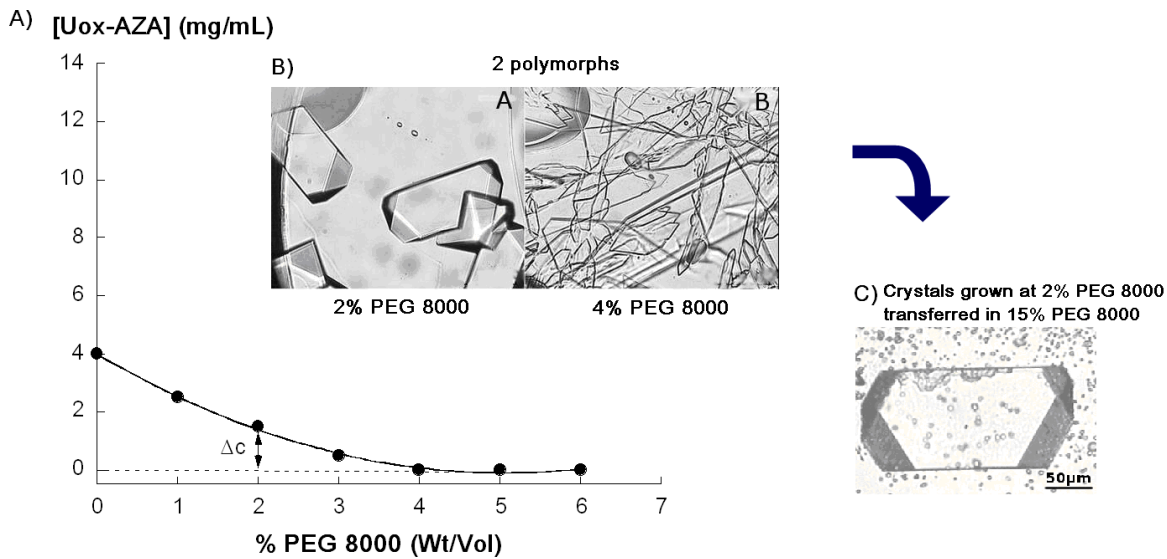 A)
[Uox-AZA] (mg/mL)
14
12
10
8
6
4
2
0
B)
2 polymorphs
A
B
2% PEG 8000
4% PEG 8000
Δc
0
1
2
3
4
5
6
7
% PEG 8000 (Wt/Vol)
C) Crystals grown at 2% PEG 8000
transferred in 15% PEG 8000
50µm